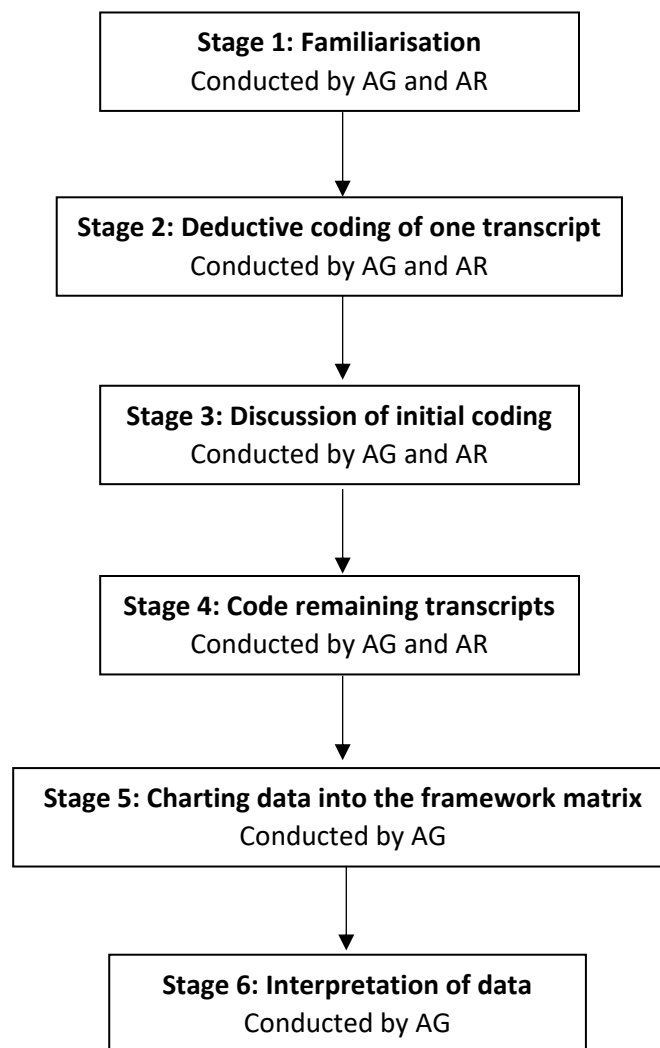 Stage 1: Familiarisation
Conducted by AG and AR
Stage 2: Deductive coding of one transcript
Conducted by AG and AR
Stage 3: Discussion of initial coding
Conducted by AG and AR
Stage 4: Code remaining transcripts
Conducted by AG and AR
Stage 5: Charting data into the framework matrix
Conducted by AG
Stage 6: Interpretation of data
Conducted by AG